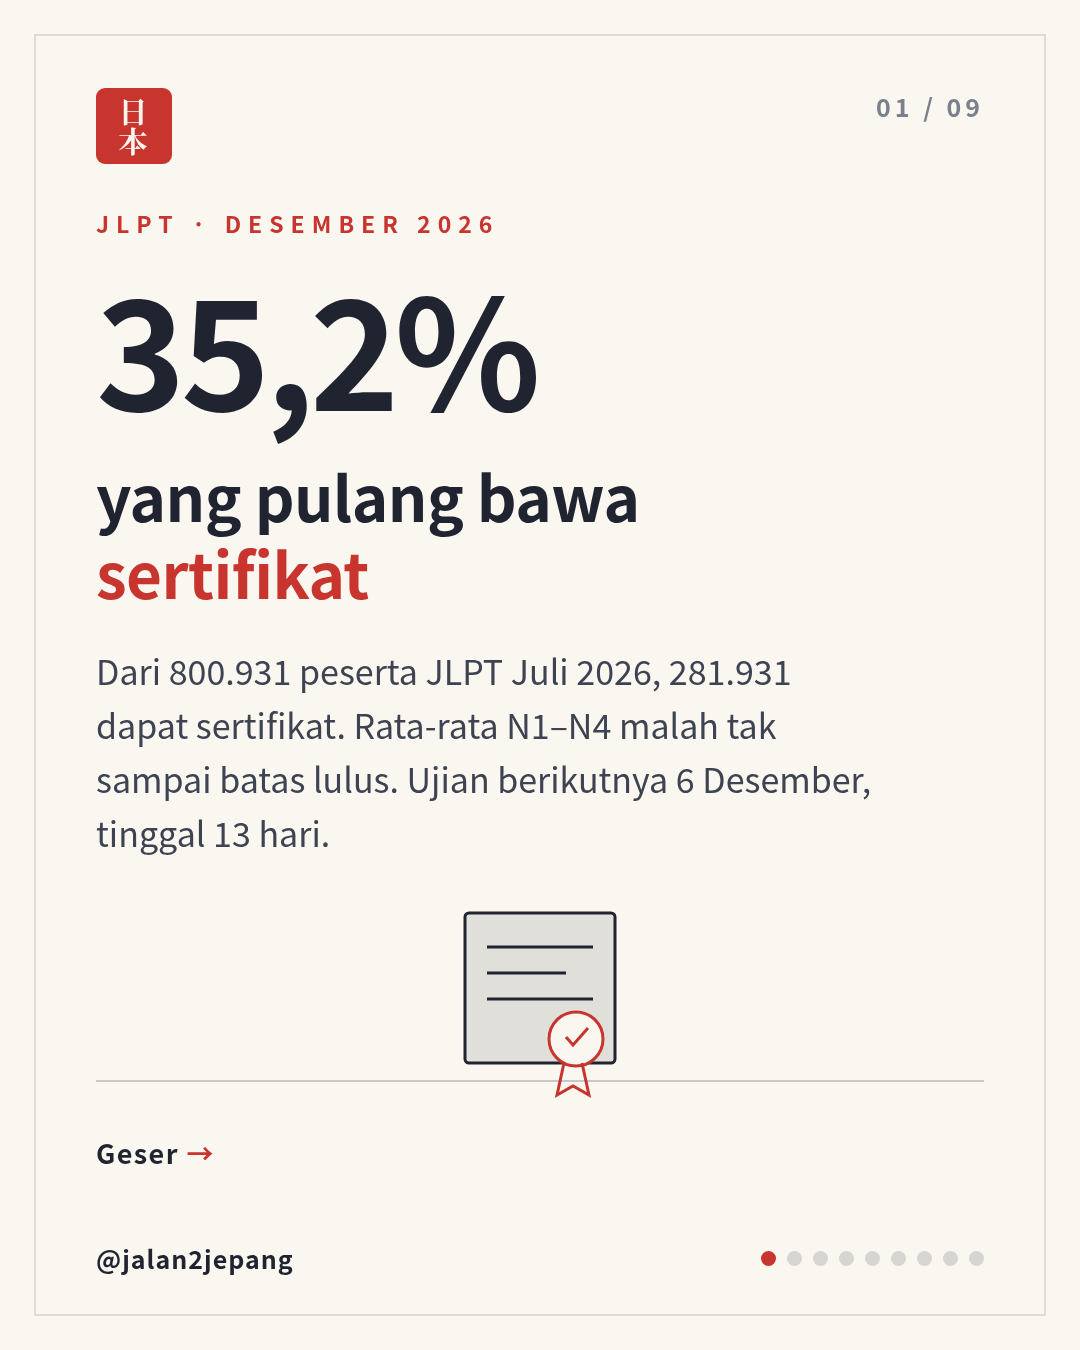 日
本
01 / 09
JLPT · DESEMBER 2026
35,2%
yang pulang bawa
sertifikat
Dari 800.931 peserta JLPT Juli 2026, 281.931
dapat sertifikat. Rata-rata N1–N4 malah tak
sampai batas lulus. Ujian berikutnya 6 Desember,
tinggal 13 hari.
Geser →
@jalan2jepang